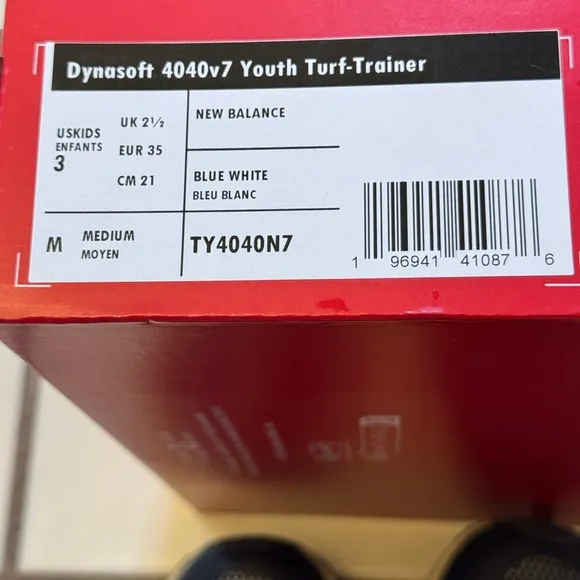 Dynasoft 4040v7 Youth Turf-Trainer
USKIDS
ENFANTS
3
UK 2½
EUR 35
CM 21
NEW BALANCE
BLUE WHITE
BLEU BLANC
M
MEDIUM
MOYEN
TY4040N7
1 96941 41087 6